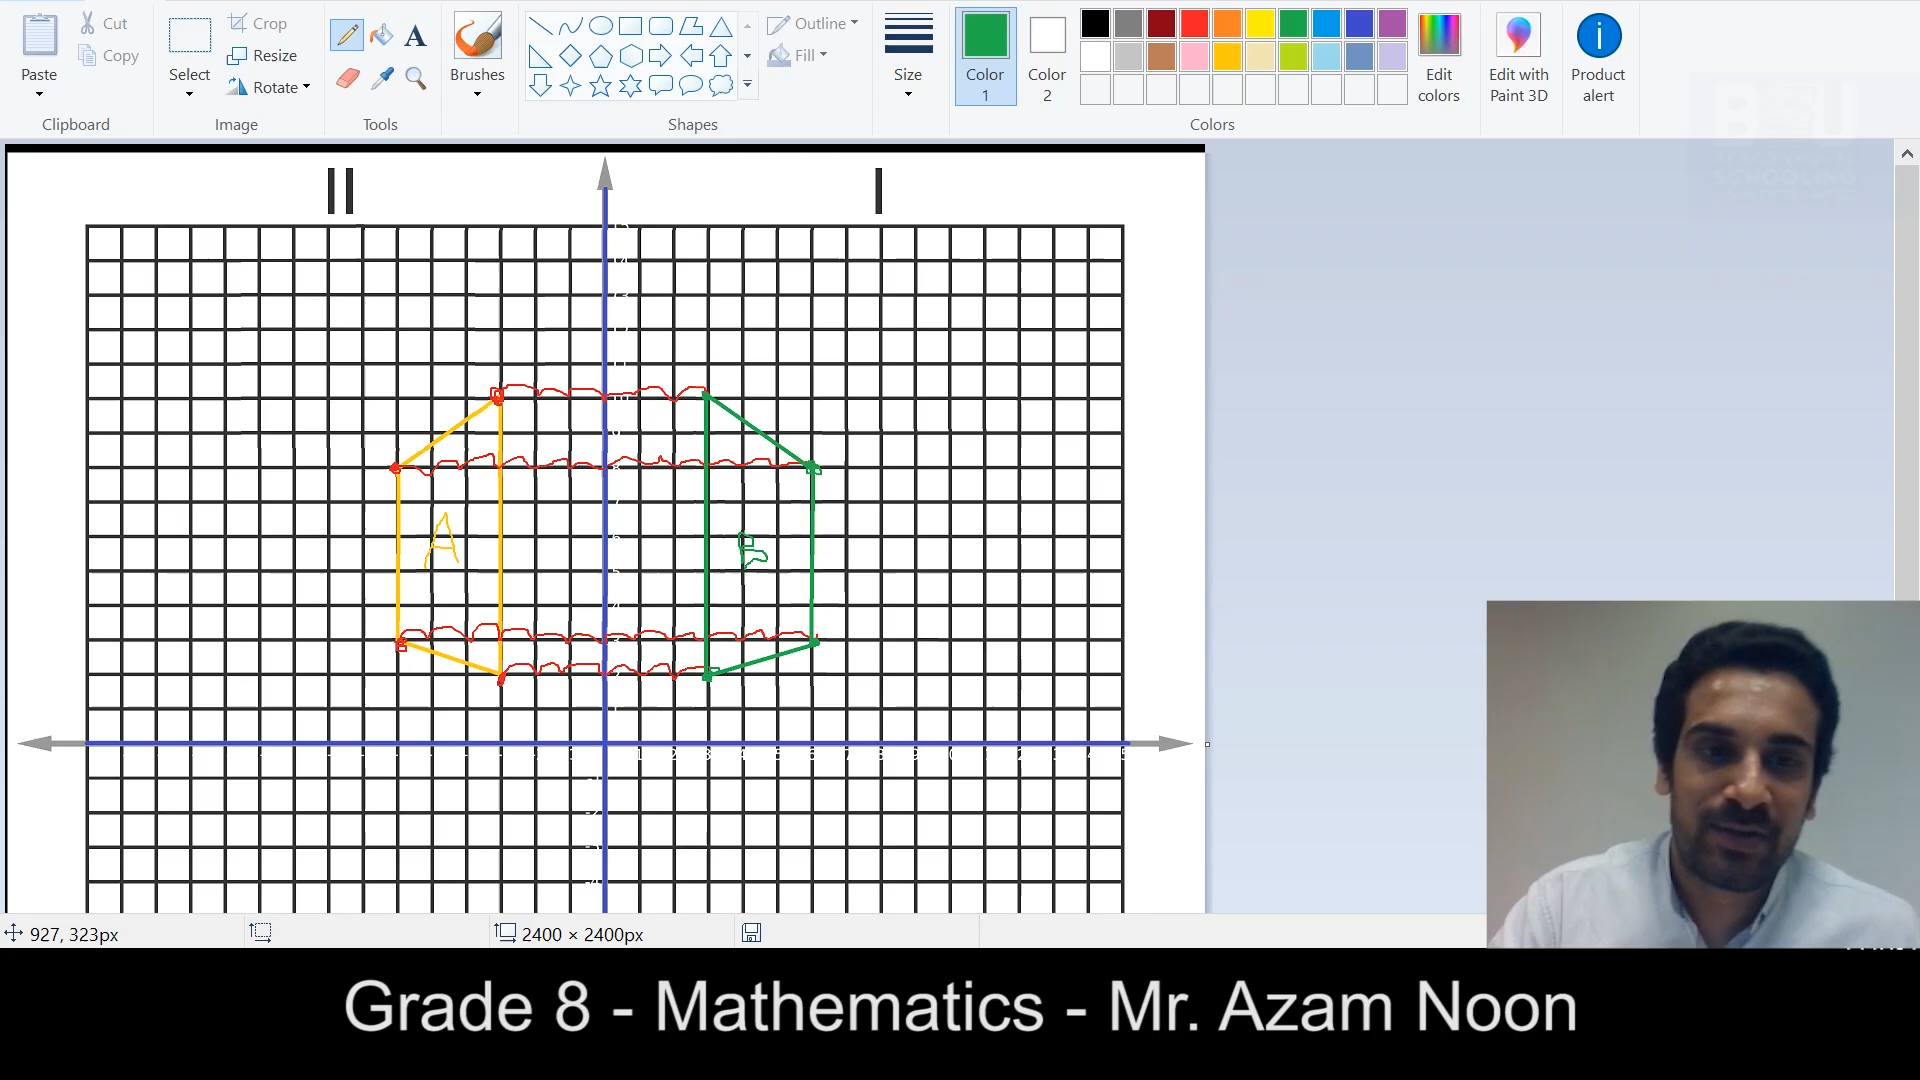 Cut
Copy
Paste
Clipboard
Crop
Resize
Rotate
Select
Image
A
Tools
Brushes
Outline
Fill
Shapes
Size
Color
1
Color
2
Edit
colors
Colors
Edit with
Paint 3D
Product
alert
II
I
A
B
927, 323px
2400 × 2400px
Grade 8 - Mathematics - Mr. Azam Noon